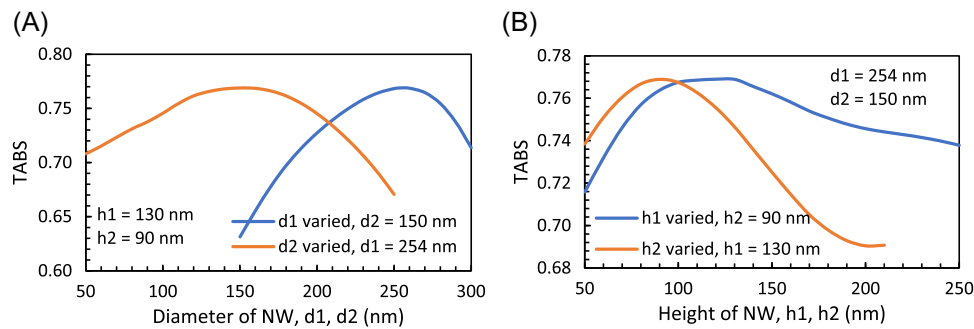 (A)
0.80
0.75
0.70
0.65
0.60
TABS
h1 = 130 nm
h2 = 90 nm
d1 varied, d2 = 150 nm
d2 varied, d1 = 254 nm
50
100
150
200
250
300
Diameter of NW, d1, d2 (nm)
(B)
0.78
0.76
0.74
0.72
0.70
0.68
TABS
d1 = 254 nm
d2 = 150 nm
h1 varied, h2 = 90 nm
h2 varied, h1 = 130 nm
50
100
150
200
250
Height of NW, h1, h2 (nm)